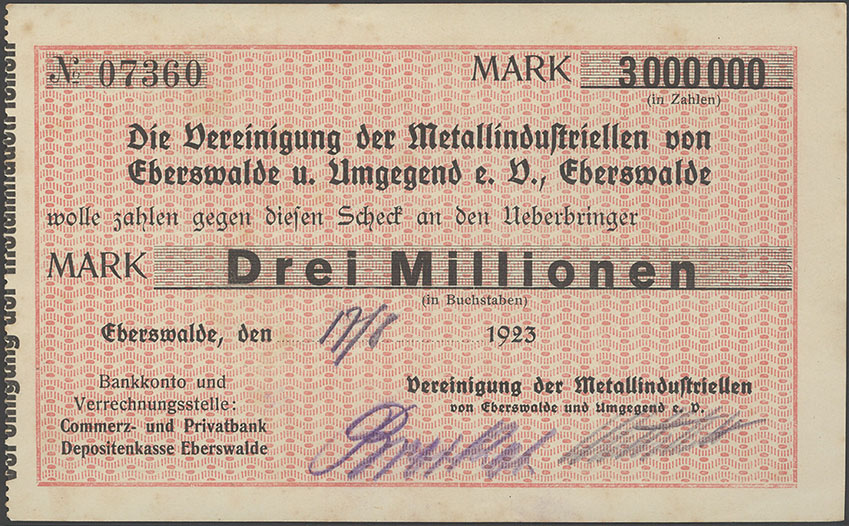 № 07360 MARK 3000000
(in Zahlen)
Die Vereinigung der Metallindustriellen von
Eberswalde u. Umgegend e. V., Eberswalde
wolle zahlen gegen diesen Scheck an den Ueberbringer
MARK Drei Millionen
(in Buchstaben)
Eberswalde, den 17/8 1923
Bankkonto und
Verrechnungsstelle:
Commerz- und Privatbank
Depositenkasse Eberswalde
Vereinigung der Metallindustriellen
von Eberswalde und Umgegend e. V.